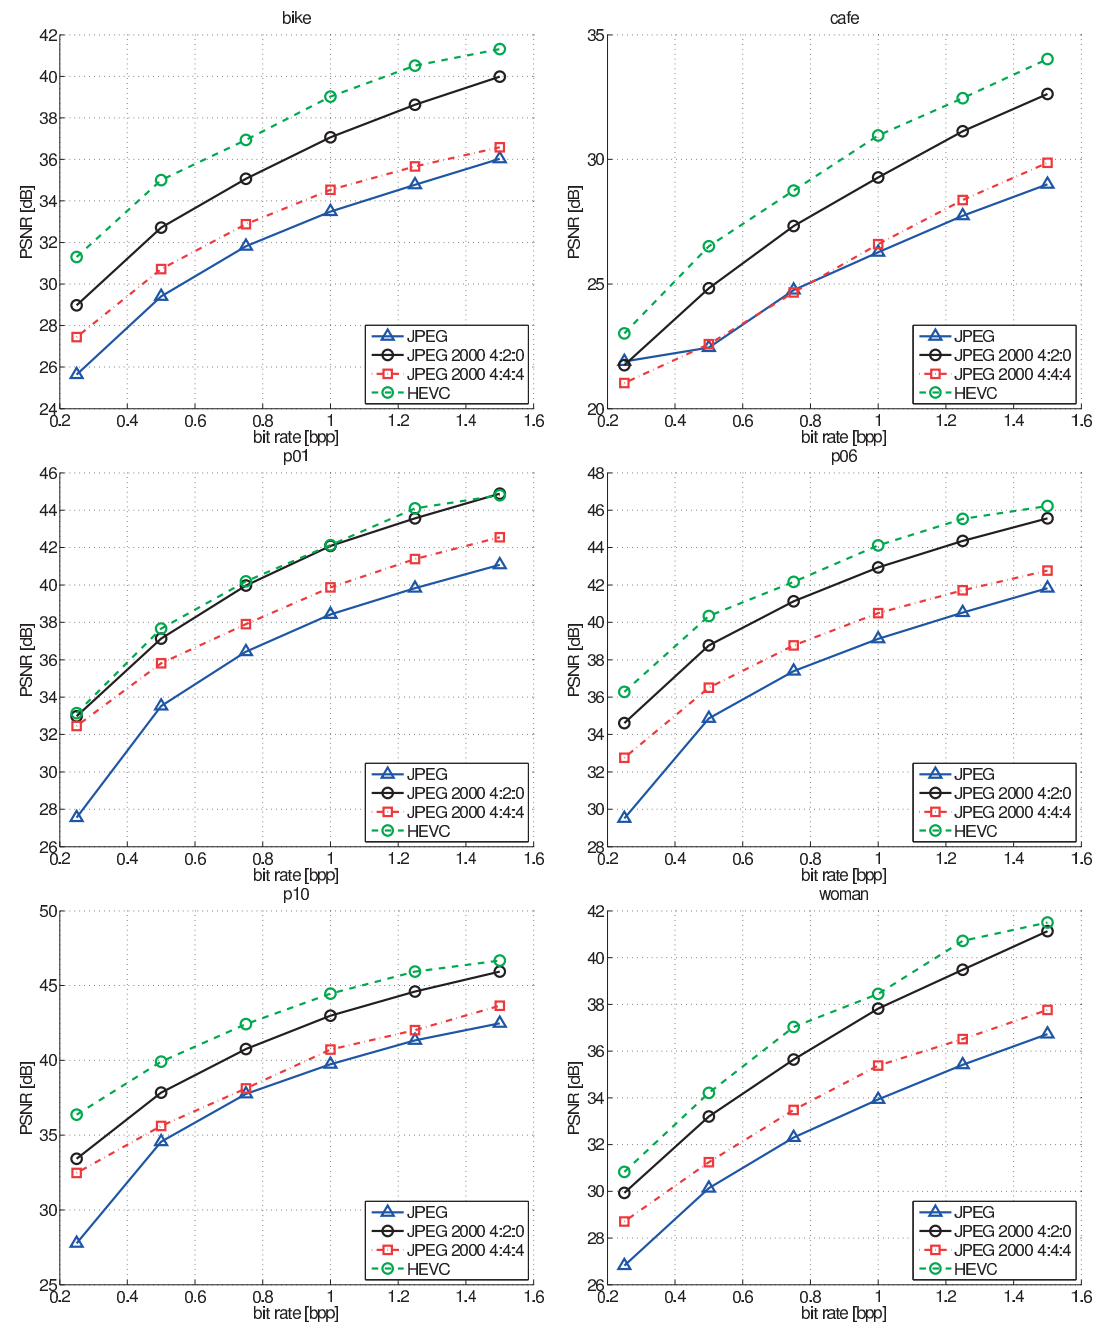 bike
42
40
38
36
34
32
30
28
26
24
PSNR [dB]
0.2 0.4 0.6 0.8 1 1.2 1.4 1.6
bit rate [bpp]
JPEG
JPEG 2000 4:2:0
JPEG 2000 4:4:4
HEVC
cafe
35
30
25
20
PSNR [dB]
0.2 0.4 0.6 0.8 1 1.2 1.4 1.6
bit rate [bpp]
JPEG
JPEG 2000 4:2:0
JPEG 2000 4:4:4
HEVC
p01
46
44
42
40
38
36
34
32
30
28
26
PSNR [dB]
0.2 0.4 0.6 0.8 1 1.2 1.4 1.6
bit rate [bpp]
JPEG
JPEG 2000 4:2:0
JPEG 2000 4:4:4
HEVC
p06
48
46
44
42
40
38
36
34
32
30
28
PSNR [dB]
0.2 0.4 0.6 0.8 1 1.2 1.4 1.6
bit rate [bpp]
JPEG
JPEG 2000 4:2:0
JPEG 2000 4:4:4
HEVC
p10
50
45
40
35
30
25
PSNR [dB]
0.2 0.4 0.6 0.8 1 1.2 1.4 1.6
bit rate [bpp]
JPEG
JPEG 2000 4:2:0
JPEG 2000 4:4:4
HEVC
woman
42
40
38
36
34
32
30
28
26
PSNR [dB]
0.2 0.4 0.6 0.8 1 1.2 1.4 1.6
bit rate [bpp]
JPEG
JPEG 2000 4:2:0
JPEG 2000 4:4:4
HEVC